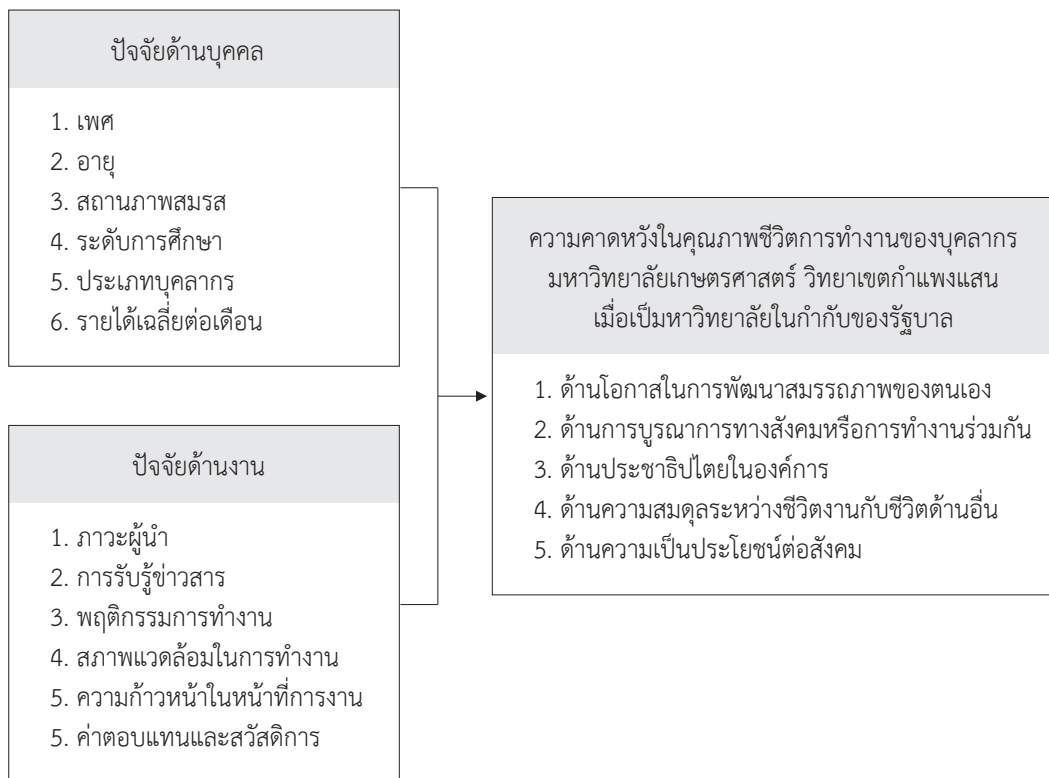 ปัจจัยด้านบุคคล
1. เพศ
2. อายุ
3. สถานภาพสมรส
4. ระดับการศึกษา
5. ประเภทบุคลากร
6. รายได้เฉลี่ยต่อเดือน
ปัจจัยด้านงาน
1. ภาวะผู้นำ
2. การรับรู้ข่าวสาร
3. พฤติกรรมการทำงาน
4. สภาพแวดล้อมในการทำงาน
5. ความก้าวหน้าในหน้าที่การงาน
5. ค่าตอบแทนและสวัสดิการ
ความคาดหวังในคุณภาพชีวิตการทำงานของบุคลากร
มหาวิทยาลัยเกษตรศาสตร์ วิทยาเขตกำแพงแสน
เมื่อเป็มหาวิทยาลัยในกำกับของรัฐบาล
1. ด้านโอกาสในการพัฒนาสมรรถภาพของตนเอง
2. ด้านการบูรณาการทางสังคมหรือการทำงานร่วมกัน
3. ด้านประชาธิปไตยในองค์การ
4. ด้านความสมดุลระหว่างชีวิตงานกับชีวิตด้านอื่น
5. ด้านความเป็นประโยชน์ต่อสังคม